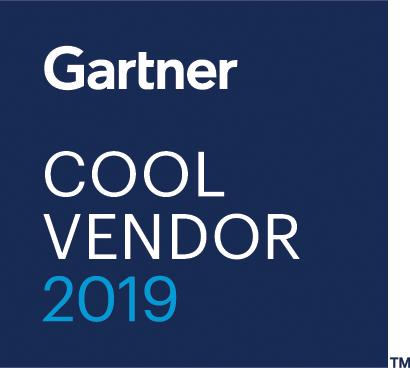 Gartner
COOL
VENDOR
2019
TM